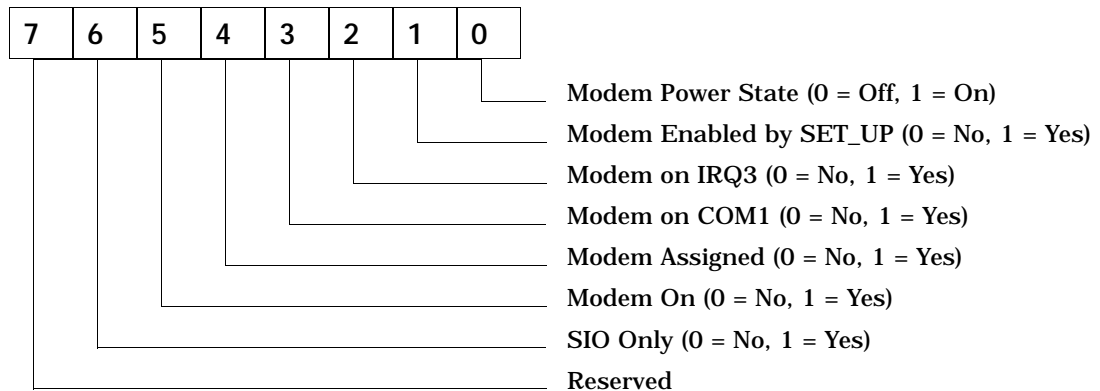 7 6 5 4 3 2 1 0
Modem Power State (0 = Off, 1 = On)
Modem Enabled by SET_UP (0 = No, 1 = Yes)
Modem on IRQ3 (0 = No, 1 = Yes)
Modem on COM1 (0 = No, 1 = Yes)
Modem Assigned (0 = No, 1 = Yes)
Modem On (0 = No, 1 = Yes)
SIO Only (0 = No, 1 = Yes)
Reserved